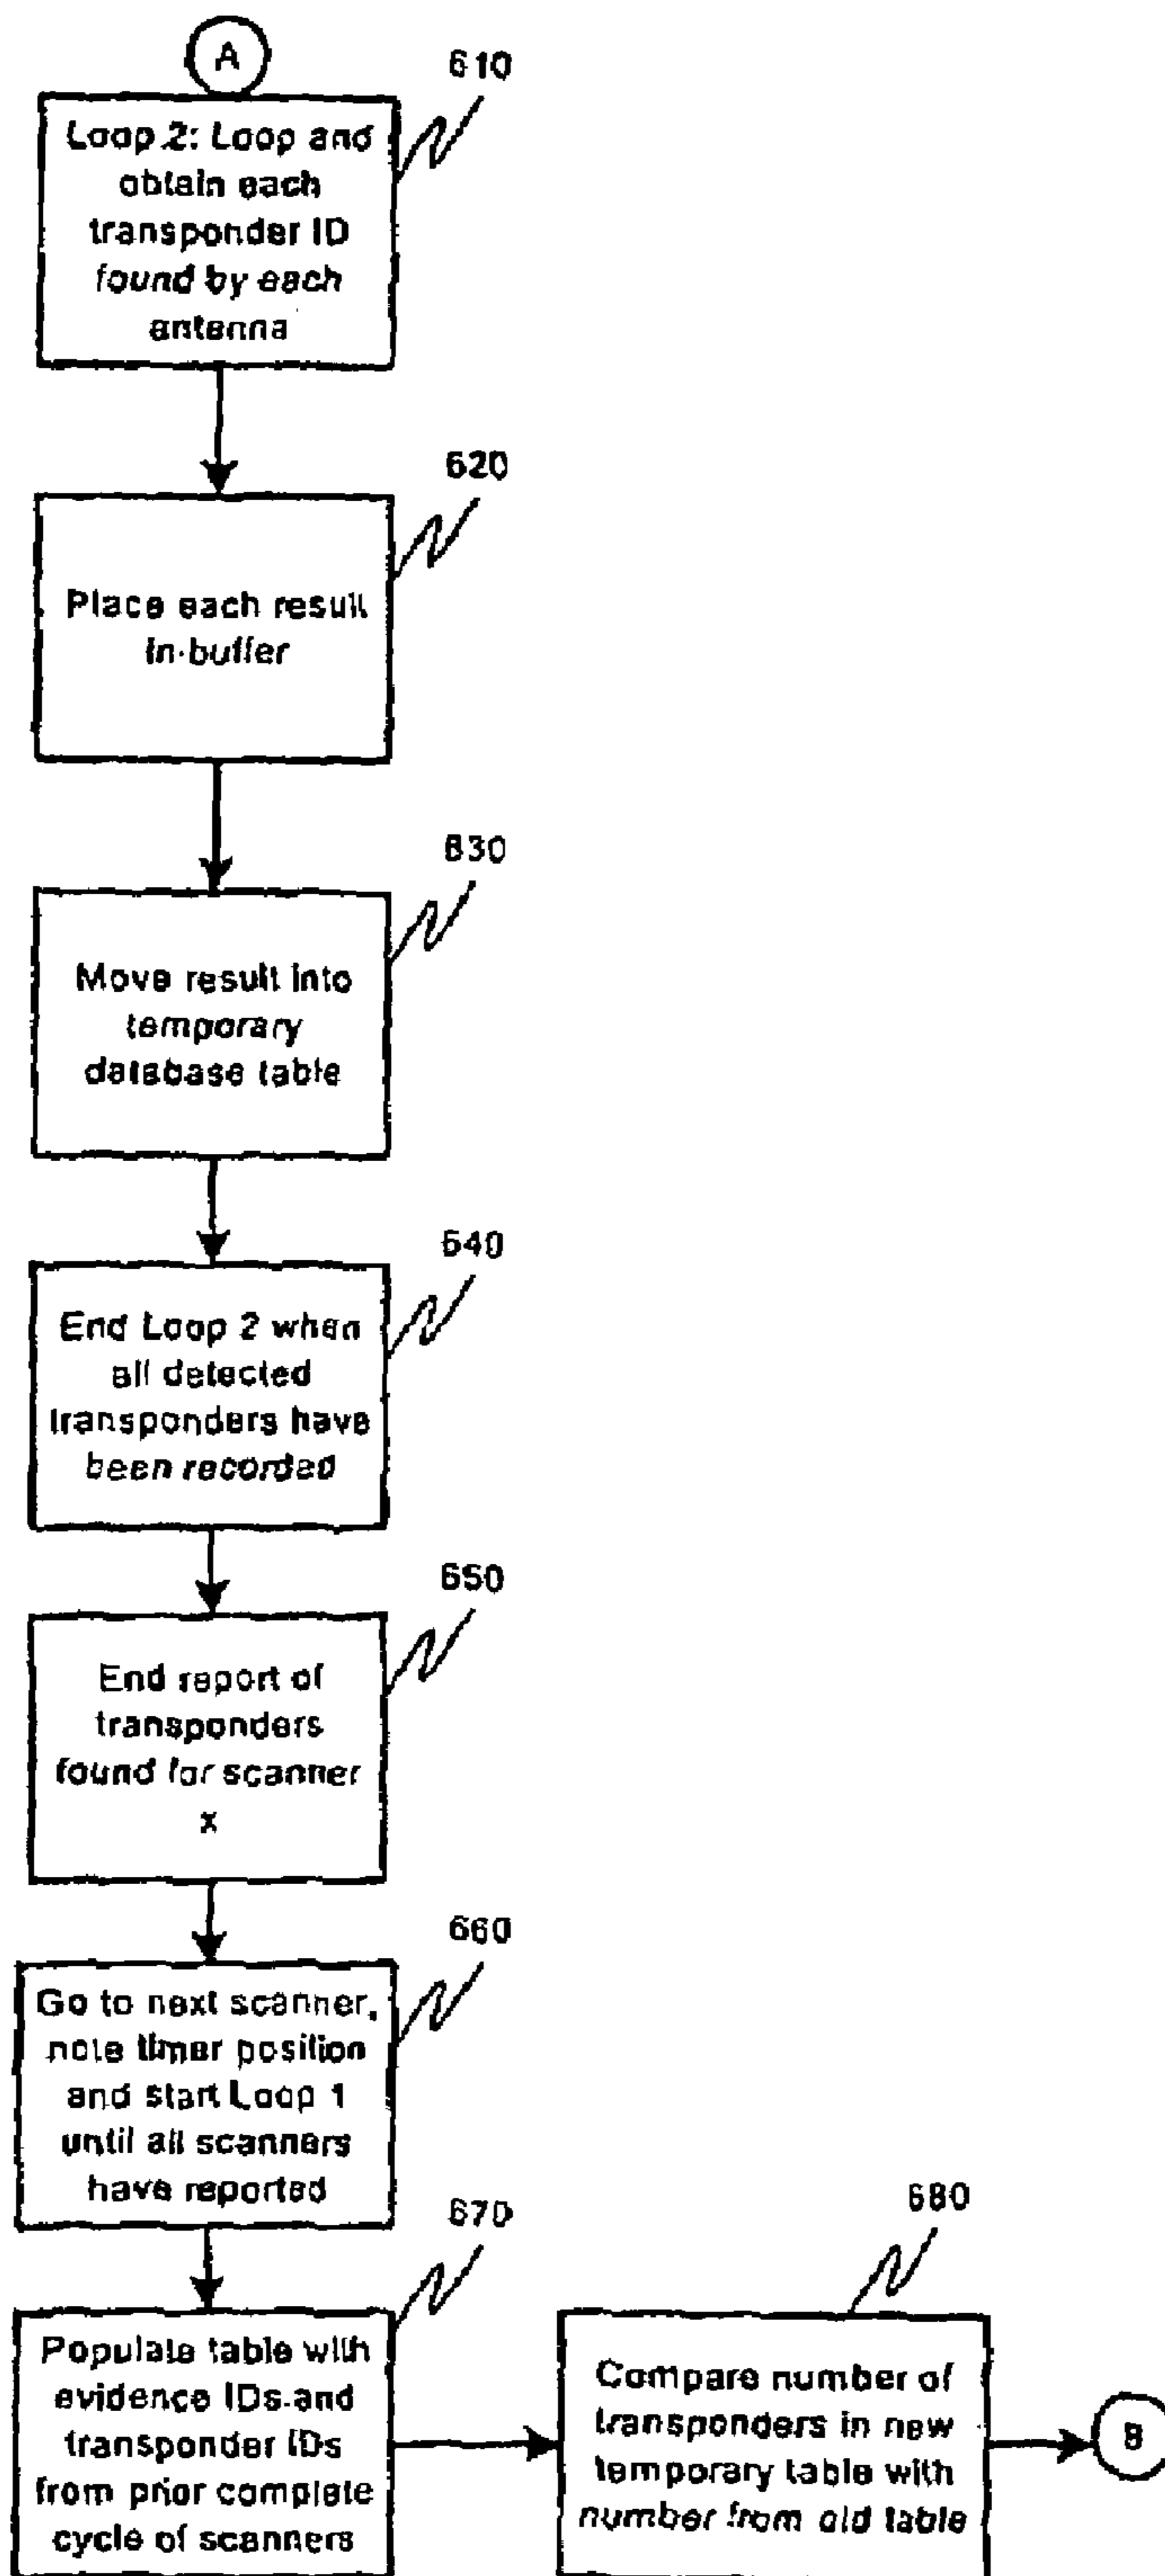 A
610
Loop 2: Loop and
obtain each
transponder ID
found by each
antenna
620
Place each result
in buffer
630
Move result into
temporary
database table
640
End Loop 2 when
all detected
transponders have
been recorded
650
End report of
transponders
found for scanner
x
660
Go to next scanner,
note timer position
and start Loop 1
until all scanners
have reported
670
Populate table with
evidence IDs and
transponder IDs
from prior complete
cycle of scanners
680
Compare number of
transponders in new
temporary table with
number from old table
B